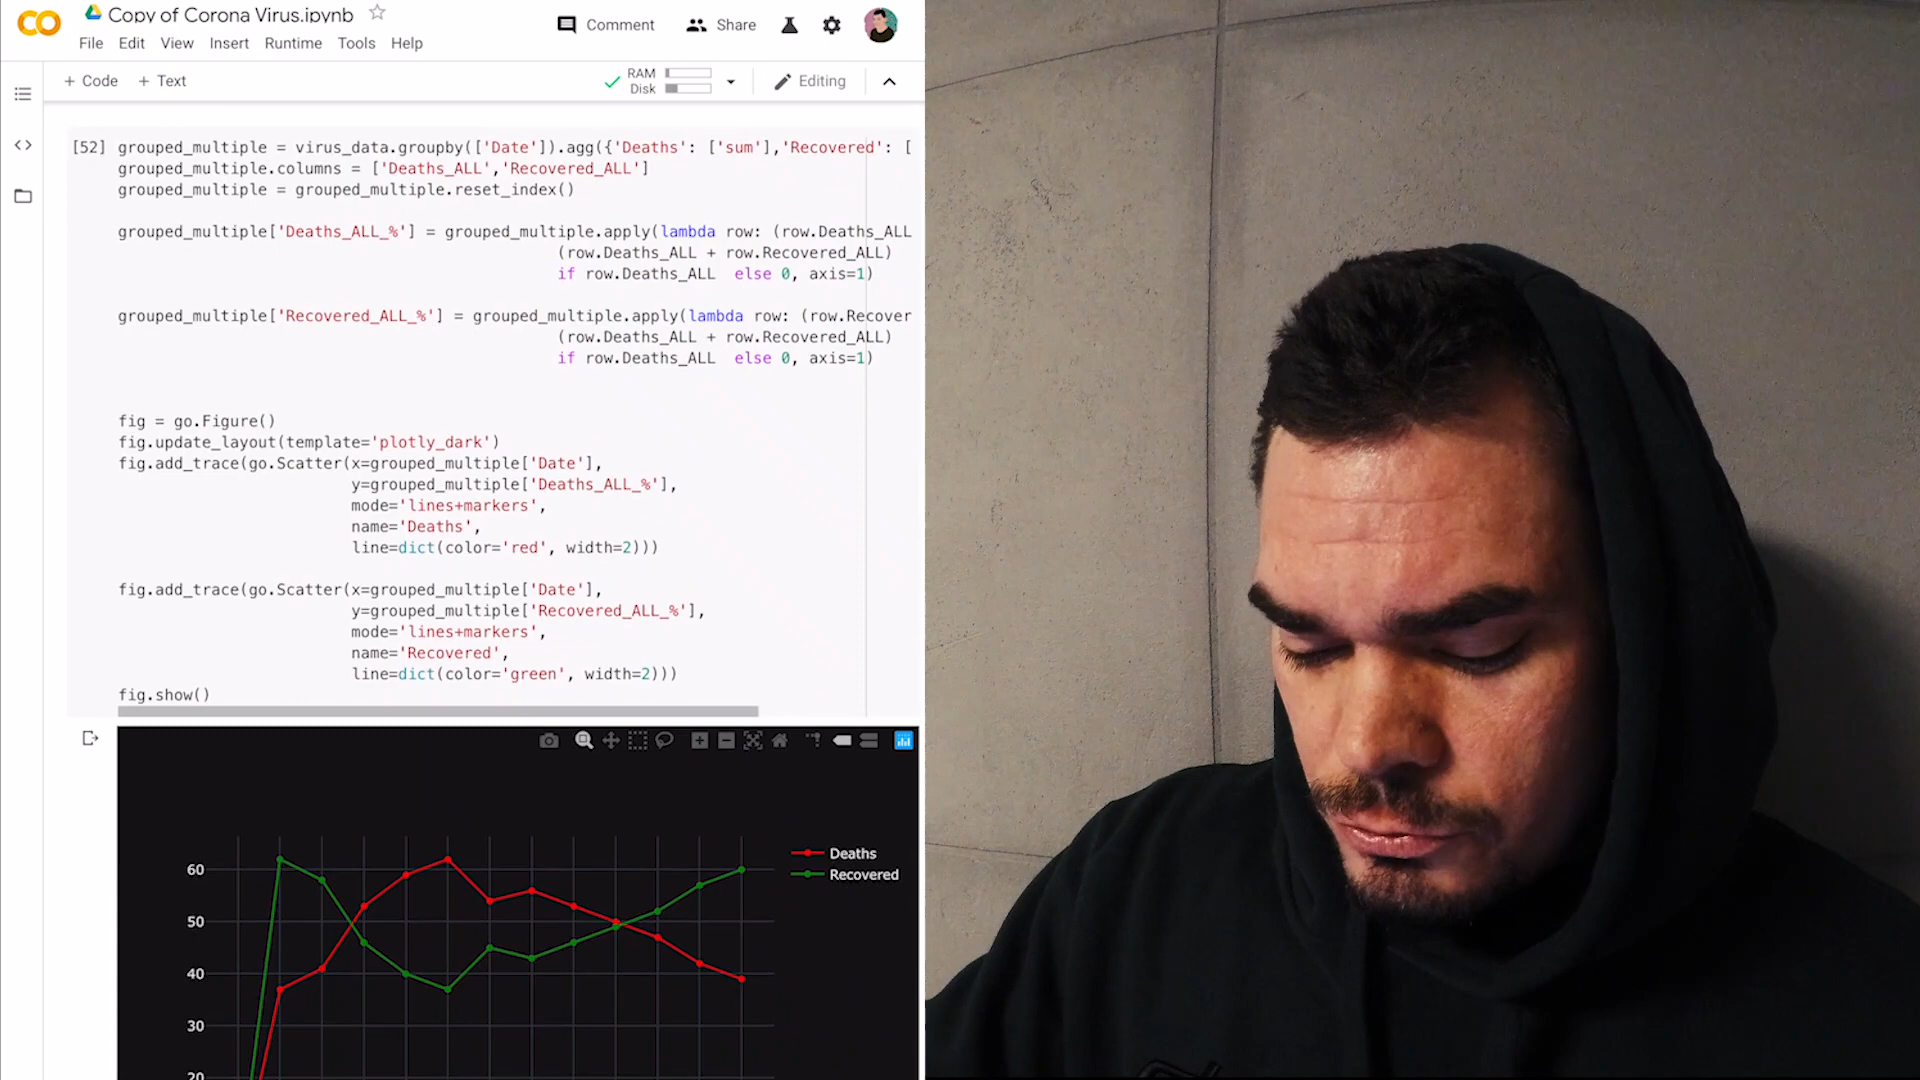 Copy of Corona Virus.ipynb
Comment
Share
File Edit View Insert Runtime Tools Help
+ Code + Text
RAM
Disk
Editing
[52] grouped_multiple = virus_data.groupby(['Date']).agg({'Deaths': ['sum'],'Recovered': [
grouped_multiple.columns = ['Deaths_ALL','Recovered_ALL']
grouped_multiple = grouped_multiple.reset_index()
grouped_multiple['Deaths_ALL_%'] = grouped_multiple.apply(lambda row: (row.Deaths_ALL
(row.Deaths_ALL + row.Recovered_ALL)
if row.Deaths_ALL  else 0, axis=1)
grouped_multiple['Recovered_ALL_%'] = grouped_multiple.apply(lambda row: (row.Recover
(row.Deaths_ALL + row.Recovered_ALL)
if row.Deaths_ALL  else 0, axis=1)
fig = go.Figure()
fig.update_layout(template='plotly_dark')
fig.add_trace(go.Scatter(x=grouped_multiple['Date'],
y=grouped_multiple['Deaths_ALL_%'],
mode='lines+markers',
name='Deaths',
line=dict(color='red', width=2)))
fig.add_trace(go.Scatter(x=grouped_multiple['Date'],
y=grouped_multiple['Recovered_ALL_%'],
mode='lines+markers',
name='Recovered',
line=dict(color='green', width=2)))
fig.show()
Deaths
Recovered
60
50
40
30
20